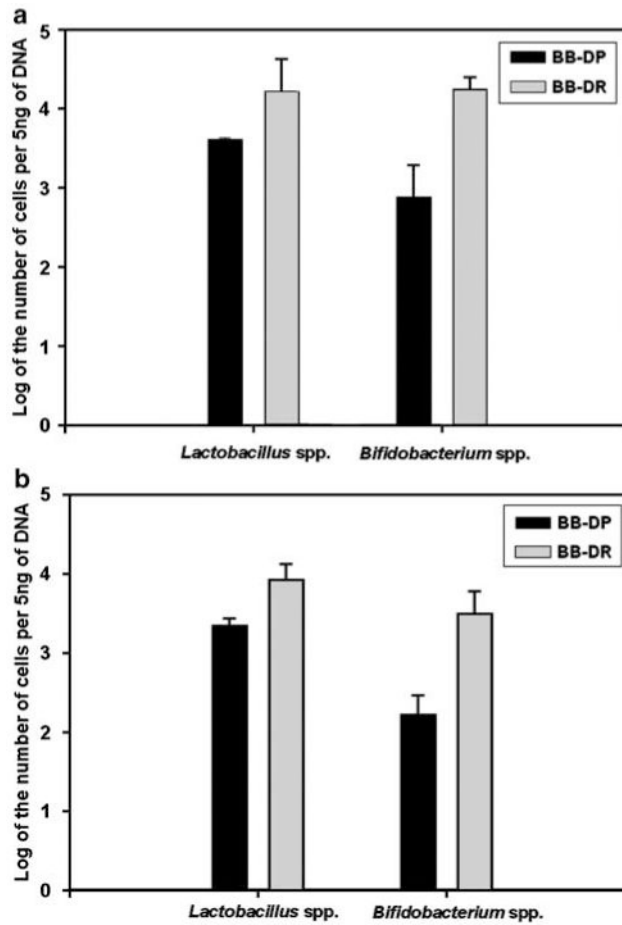 a
Log of the number of cells per 5ng of DNA
5
4
3
2
1
0
BB-DP
BB-DR
Lactobacillus spp.
Bifidobacterium spp.
b
Log of the number of cells per 5ng of DNA
5
4
3
2
1
0
BB-DP
BB-DR
Lactobacillus spp.
Bifidobacterium spp.